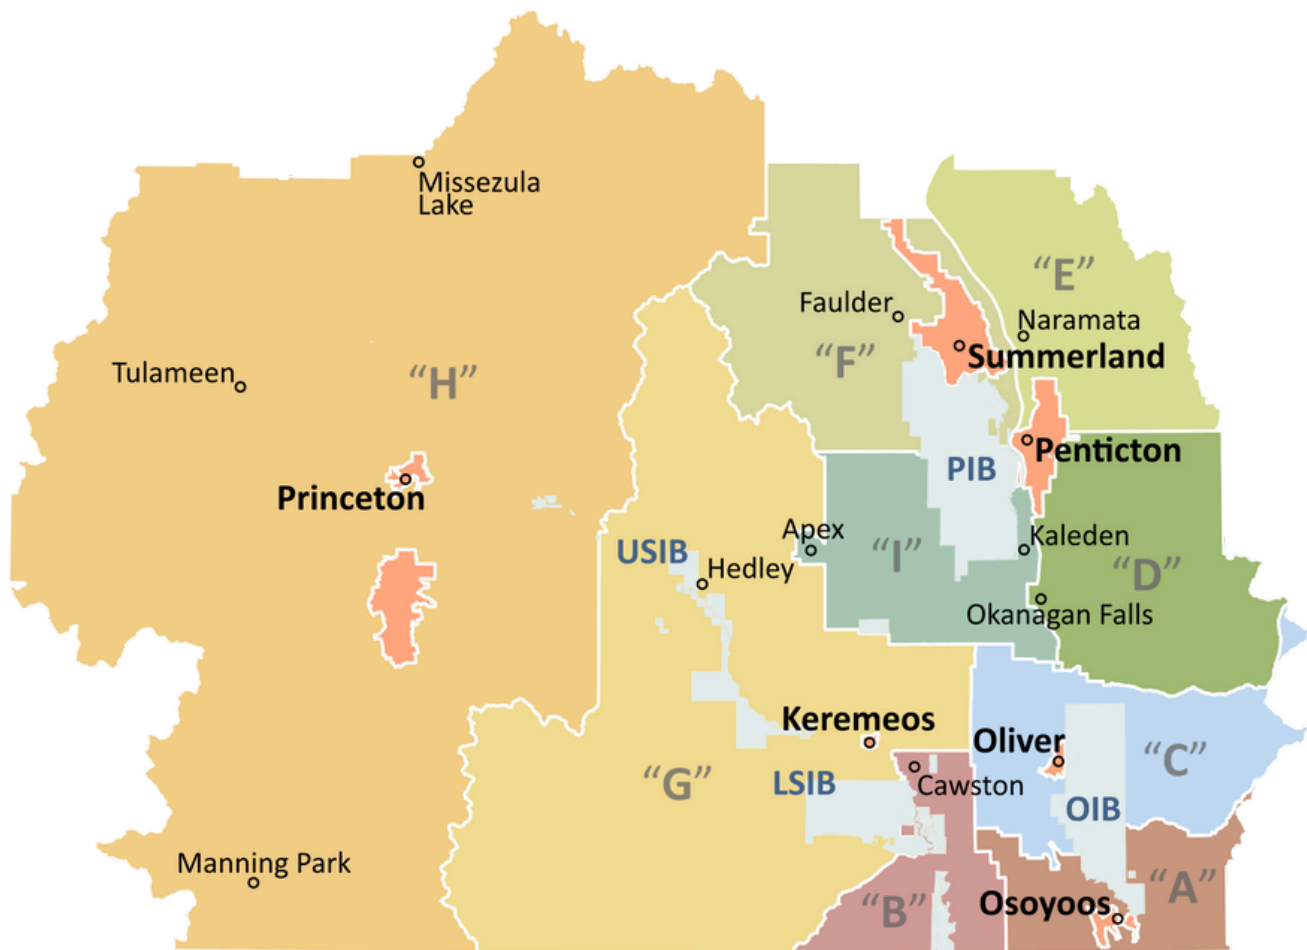 Missezula
Lake
“E”
Faulder
Naramata
“F”
Summerland
Tulameen
“H”
Penticton
PIB
Princeton
Apex
Kaleden
USIB
“I”
Hedley
“D”
Okanagan Falls
Keremeos
Oliver
“C”
“G”
LSIB
Cawston
OIB
Manning Park
“A”
Osoyoos
“B”